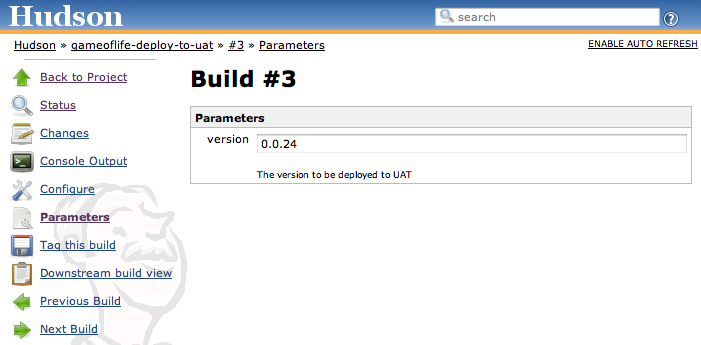 Hudson
search
Hudson » gameoflife-deploy-to-uat » #3 » Parameters
ENABLE AUTO REFRESH
Back to Project
Status
Changes
Console Output
Configure
Parameters
Tag this build
Downstream build view
Previous Build
Next Build
Build #3
Parameters
version 0.0.24
The version to be deployed to UAT